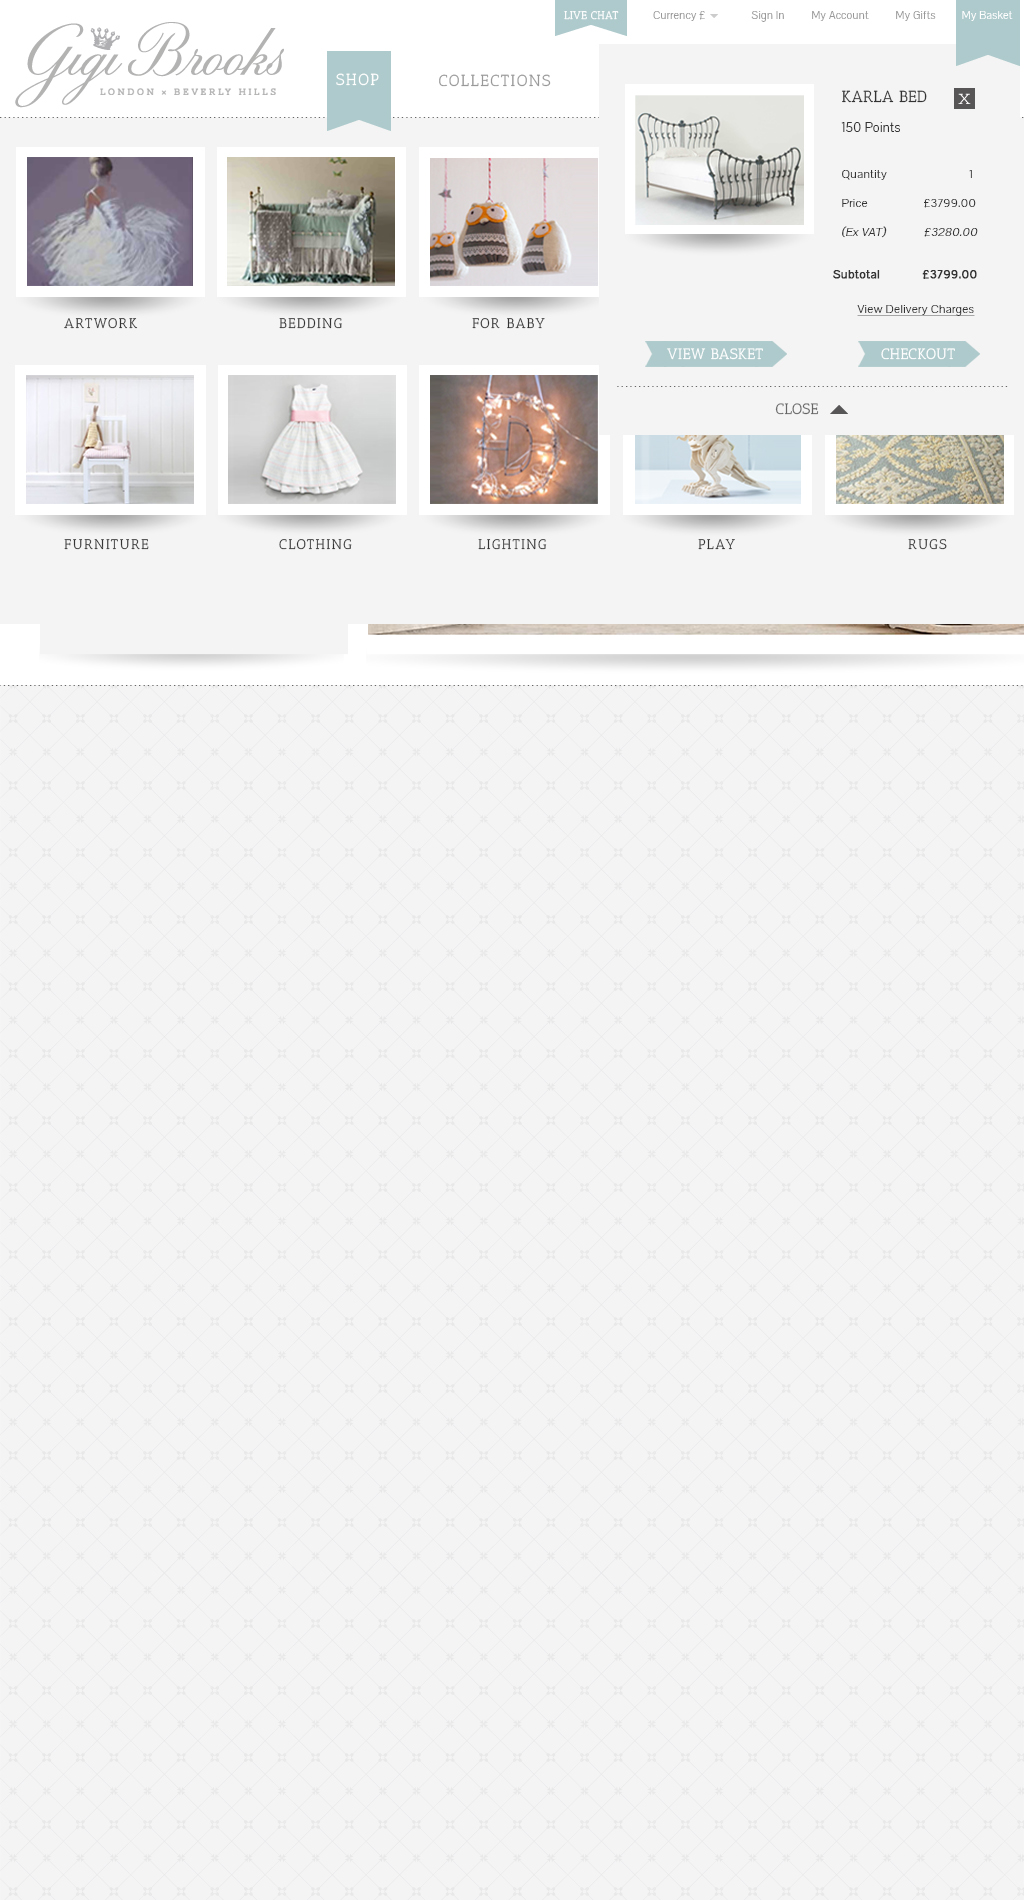 LIVE CHAT
Currency £
Sign In
My Account
My Gifts
My Basket
Gigi Brooks
LONDON × BEVERLY HILLS
SHOP
COLLECTIONS
KARLA BED
X
150 Points
Quantity 1
Price £3799.00
(Ex VAT) £3280.00
Subtotal £3799.00
View Delivery Charges
VIEW BASKET
CHECKOUT
CLOSE
ARTWORK
BEDDING
FOR BABY
FURNITURE
CLOTHING
LIGHTING
PLAY
RUGS